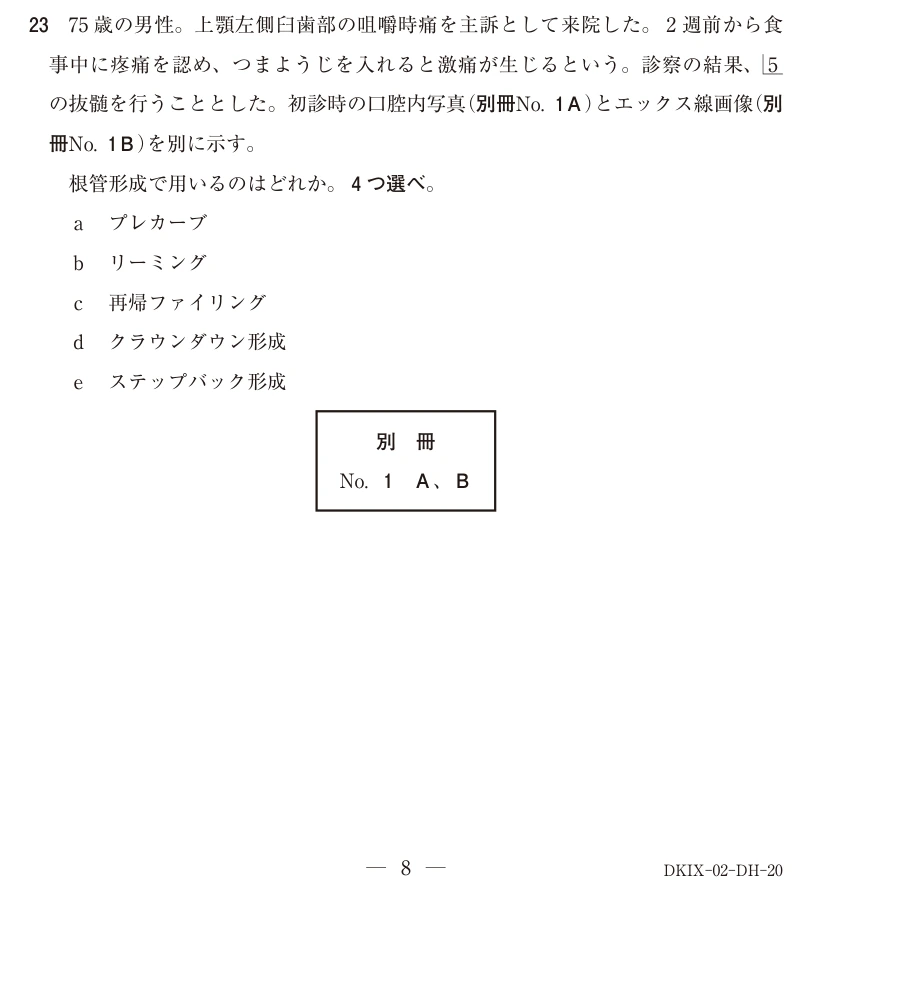 23 75歳の男性。上顎左側臼歯部の咀嚼時痛を主訴として来院した。2週前から食
事中に疼痛を認め、つまようじを入れると激痛が生じるという。診察の結果、5
の抜髄を行うこととした。初診時の口腔内写真(別冊No. 1A)とエックス線画像(別
冊No. 1B)を別に示す。
根管形成で用いるのはどれか。4つ選べ。
a プレカーブ
b リーミング
c 再帰ファイリング
d クラウンダウン形成
e ステップバック形成
別 冊
No. 1 A、B
— 8 —
DKIX-02-DH-20